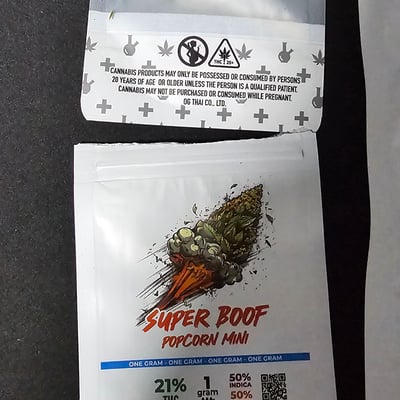 THC 20+
CANNABIS PRODUCTS MAY ONLY BE POSSESSED OR CONSUMED BY PERSONS
20 YEARS OF AGE OR OLDER UNLESS THE PERSON IS A QUALIFIED PATIENT.
CANNABIS MAY NOT BE PURCHASED OR CONSUMED WHILE PREGNANT.
OG THAI CO., LTD.
SUPER BOOF
POPCORN MINI
ONE GRAM - ONE GRAM - ONE GRAM - ONE GRAM
21% 1 50%
gram INDICA
THC 50%